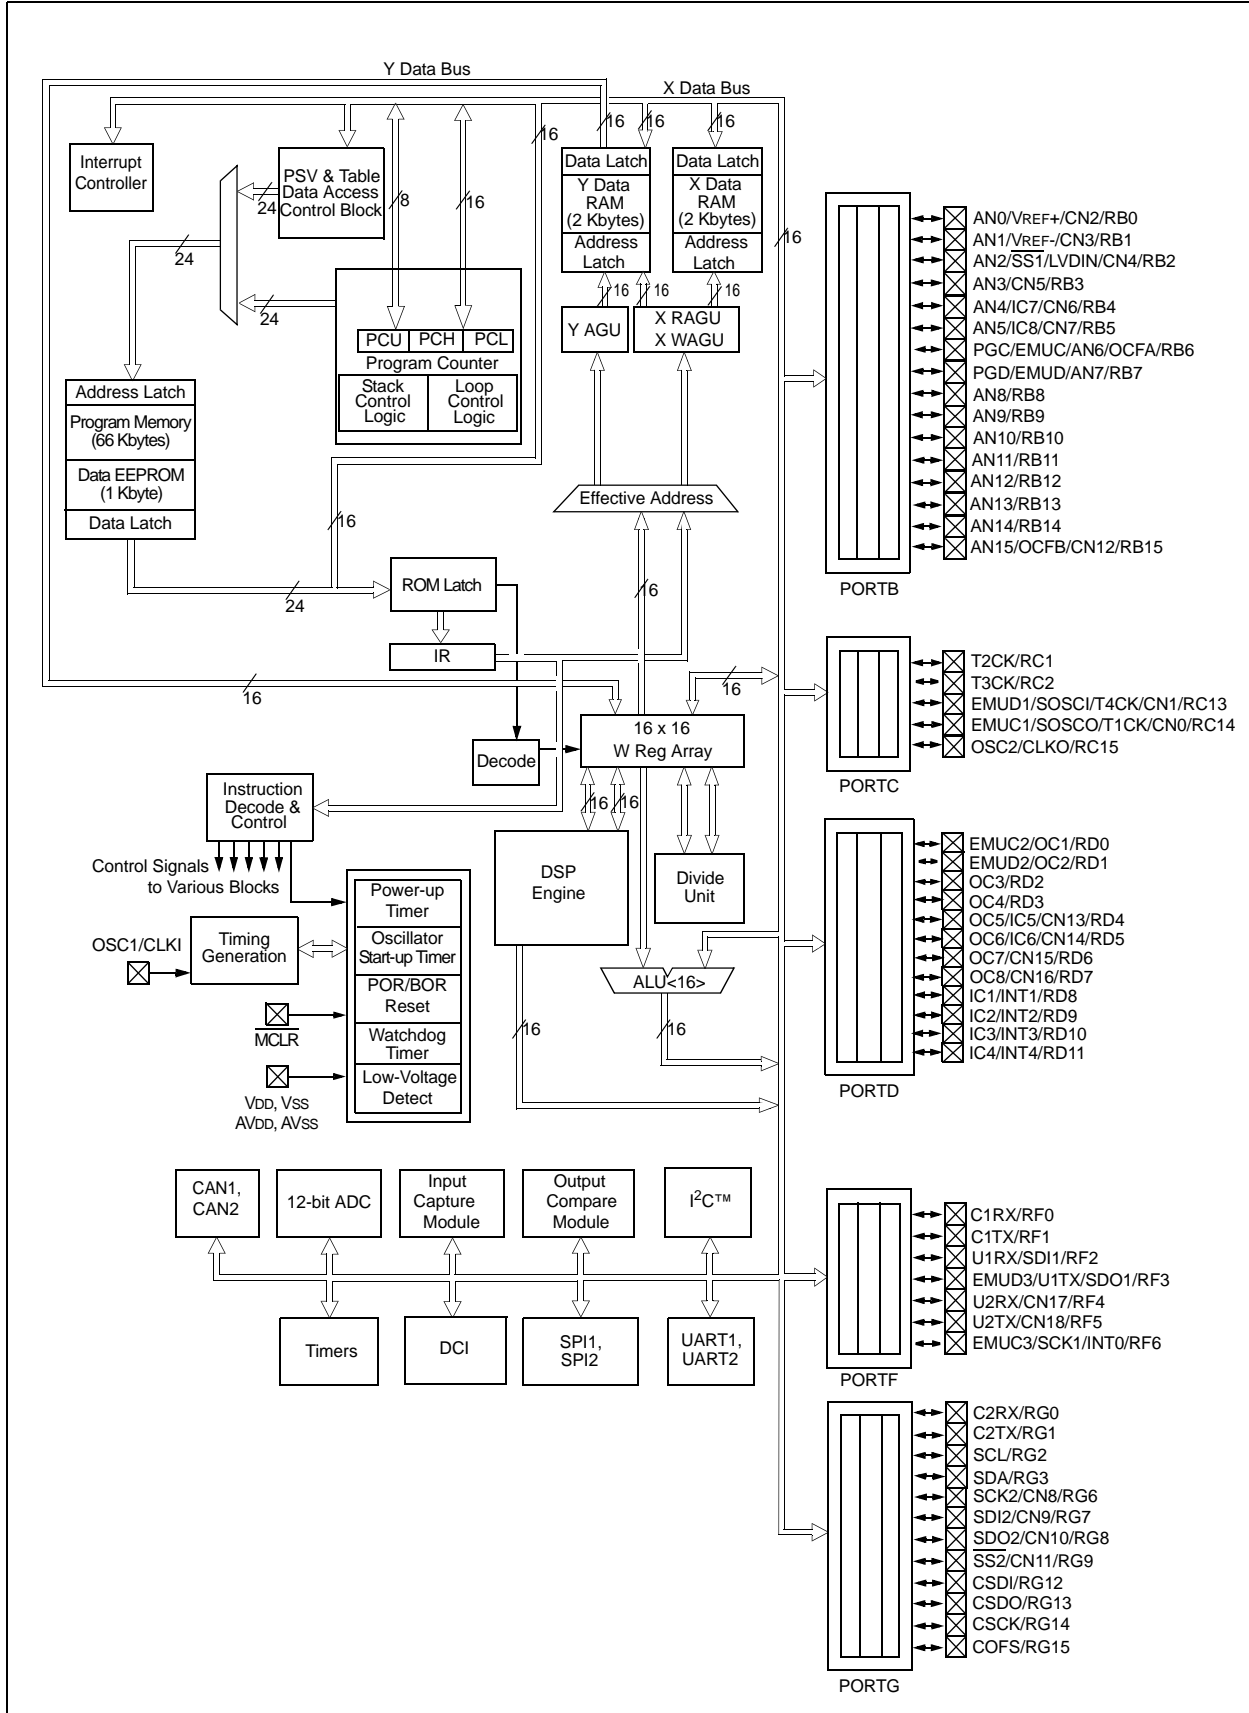 Y Data Bus
X Data Bus
16
16
16
16
Interrupt
Controller
PSV & Table
Data Access
Control Block
24
8
16
Data Latch
Y Data
RAM
(2 Kbytes)
Address
Latch
Data Latch
X Data
RAM
(2 Kbytes)
Address
Latch
16
24
24
16
16
16
Y AGU
X RAGU
X WAGU
PCU
PCH
PCL
Program Counter
Stack
Control
Logic
Loop
Control
Logic
Address Latch
Program Memory
(66 Kbytes)
Data EEPROM
(1 Kbyte)
Data Latch
Effective Address
16
24
ROM Latch
16
IR
16
16
16 x 16
W Reg Array
Decode
Instruction
Decode &
Control
16
16
Control Signals
to Various Blocks
DSP
Engine
Divide
Unit
Power-up
Timer
Oscillator
Start-up Timer
POR/BOR
Reset
Watchdog
Timer
Low-Voltage
Detect
OSC1/CLKI
Timing
Generation
MCLR
VDD, VSS
AVDD, AVSS
ALU<16>
16
16
CAN1,
CAN2
12-bit ADC
Input
Capture
Module
Output
Compare
Module
I2C™
Timers
DCI
SPI1,
SPI2
UART1,
UART2
AN0/VREF+/CN2/RB0
AN1/VREF-/CN3/RB1
AN2/SS1/LVDIN/CN4/RB2
AN3/CN5/RB3
AN4/IC7/CN6/RB4
AN5/IC8/CN7/RB5
PGC/EMUC/AN6/OCFA/RB6
PGD/EMUD/AN7/RB7
AN8/RB8
AN9/RB9
AN10/RB10
AN11/RB11
AN12/RB12
AN13/RB13
AN14/RB14
AN15/OCFB/CN12/RB15
PORTB
T2CK/RC1
T3CK/RC2
EMUD1/SOSCI/T4CK/CN1/RC13
EMUC1/SOSCO/T1CK/CN0/RC14
OSC2/CLKO/RC15
PORTC
EMUC2/OC1/RD0
EMUD2/OC2/RD1
OC3/RD2
OC4/RD3
OC5/IC5/CN13/RD4
OC6/IC6/CN14/RD5
OC7/CN15/RD6
OC8/CN16/RD7
IC1/INT1/RD8
IC2/INT2/RD9
IC3/INT3/RD10
IC4/INT4/RD11
PORTD
C1RX/RF0
C1TX/RF1
U1RX/SDI1/RF2
EMUD3/U1TX/SDO1/RF3
U2RX/CN17/RF4
U2TX/CN18/RF5
EMUC3/SCK1/INT0/RF6
PORTF
C2RX/RG0
C2TX/RG1
SCL/RG2
SDA/RG3
SCK2/CN8/RG6
SDI2/CN9/RG7
SDO2/CN10/RG8
SS2/CN11/RG9
CSDI/RG12
CSDO/RG13
CSCK/RG14
COFS/RG15
PORTG